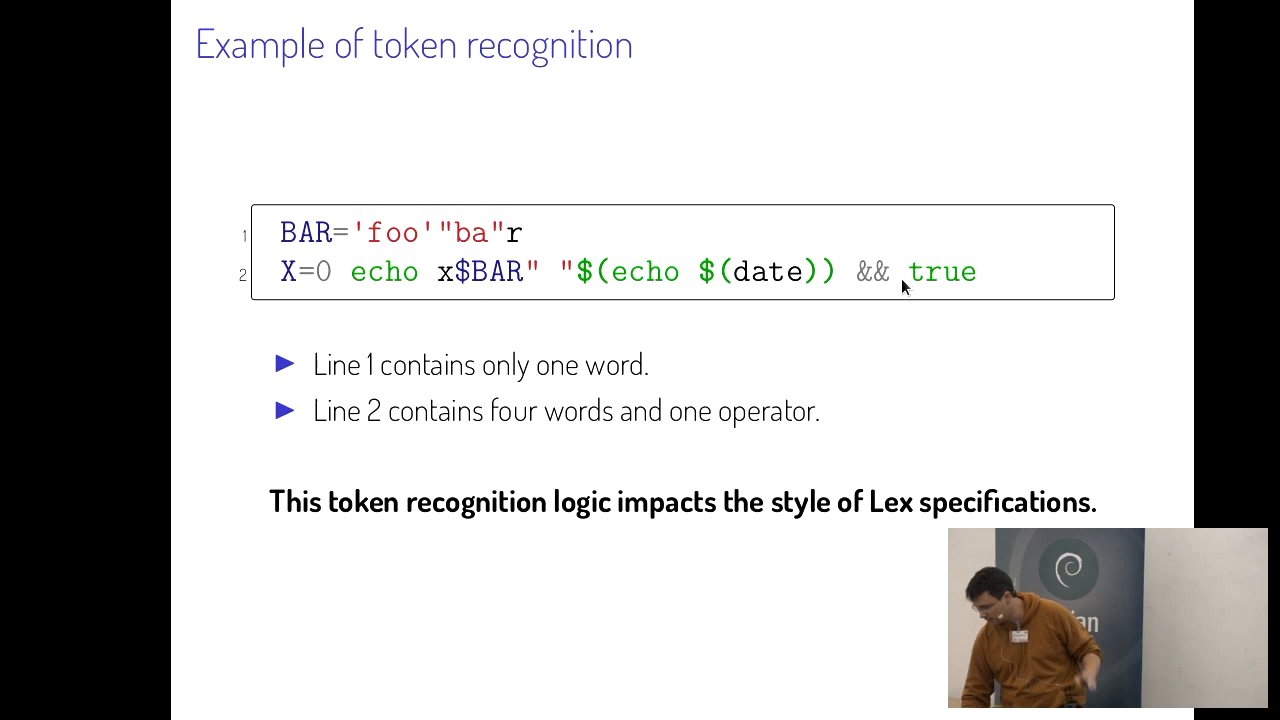 Example of token recognition
1 BAR='foo'"ba"r
2 X=0 echo x$BAR" "$(echo $(date)) && true
Line 1 contains only one word.
Line 2 contains four words and one operator.
This token recognition logic impacts the style of Lex specifications.